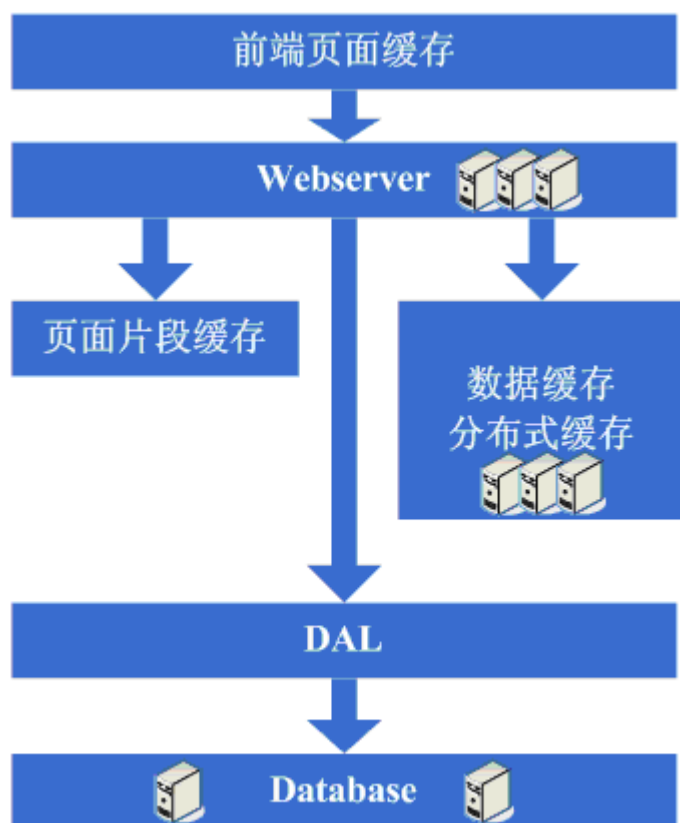 前端页面缓存
Webserver
页面片段缓存
数据缓存
分布式缓存
DAL
Database